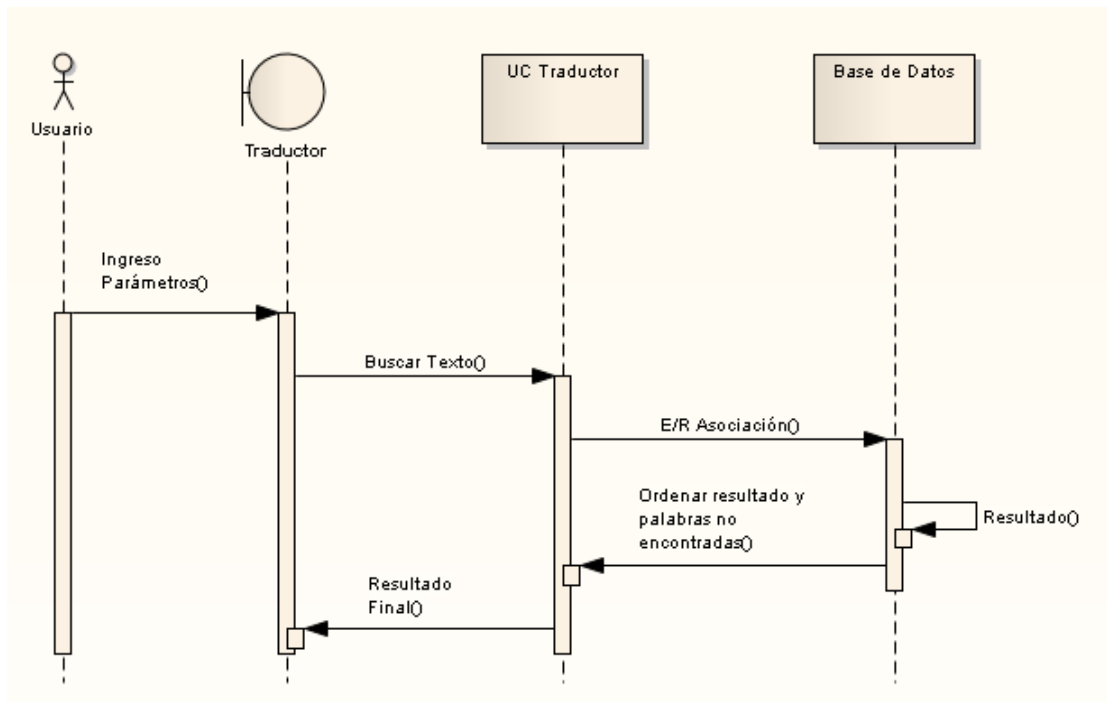 UC Traductor
Base de Datos
Usuario
Traductor
Ingreso
Parámetros()
Buscar Texto()
E/R Asociación()
Ordenar resultado y
palabras no
encontradas()
Resultado()
Resultado
Final()